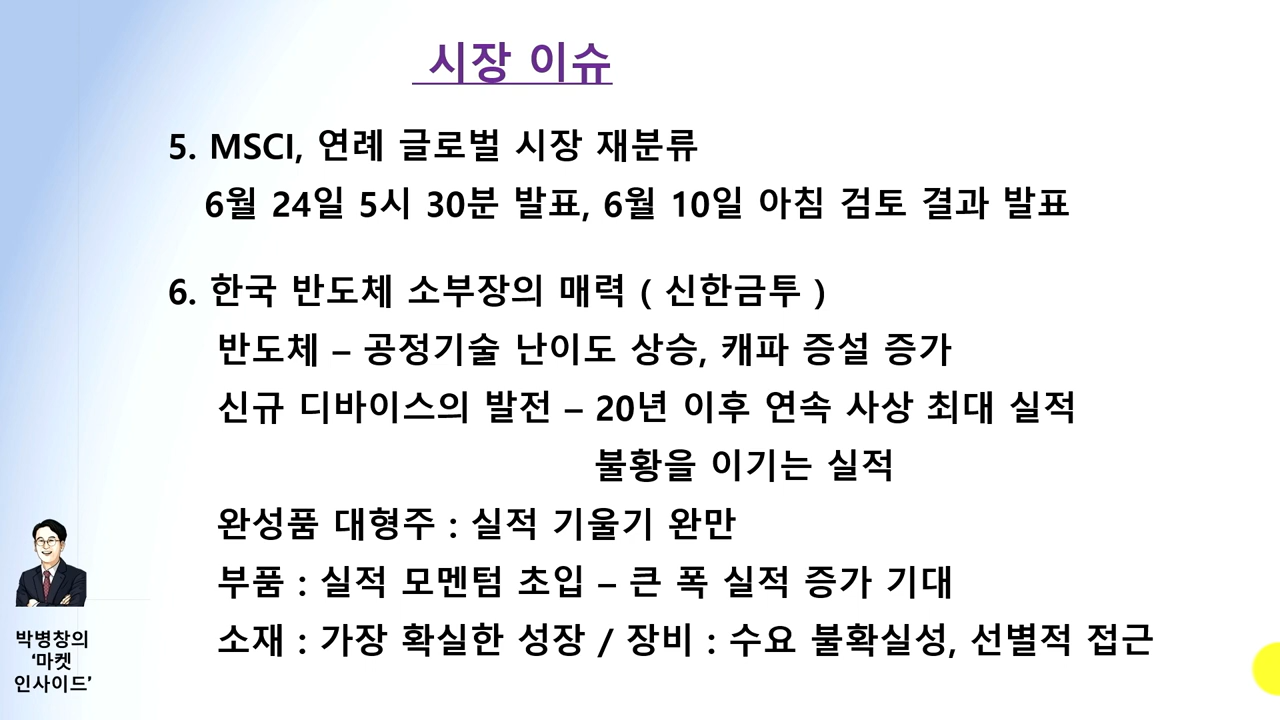 시장 이슈
5. MSCI, 연례 글로벌 시장 재분류
6월 24일 5시 30분 발표, 6월 10일 아침 검토 결과 발표
6. 한국 반도체 소부장의 매력 ( 신한금투 )
반도체 – 공정기술 난이도 상승, 캐파 증설 증가
신규 디바이스의 발전 – 20년 이후 연속 사상 최대 실적
불황을 이기는 실적
완성품 대형주 : 실적 기울기 완만
부품 : 실적 모멘텀 초입 – 큰 폭 실적 증가 기대
소재 : 가장 확실한 성장 / 장비 : 수요 불확실성, 선별적 접근
박병창의
‘마켓
인사이드’